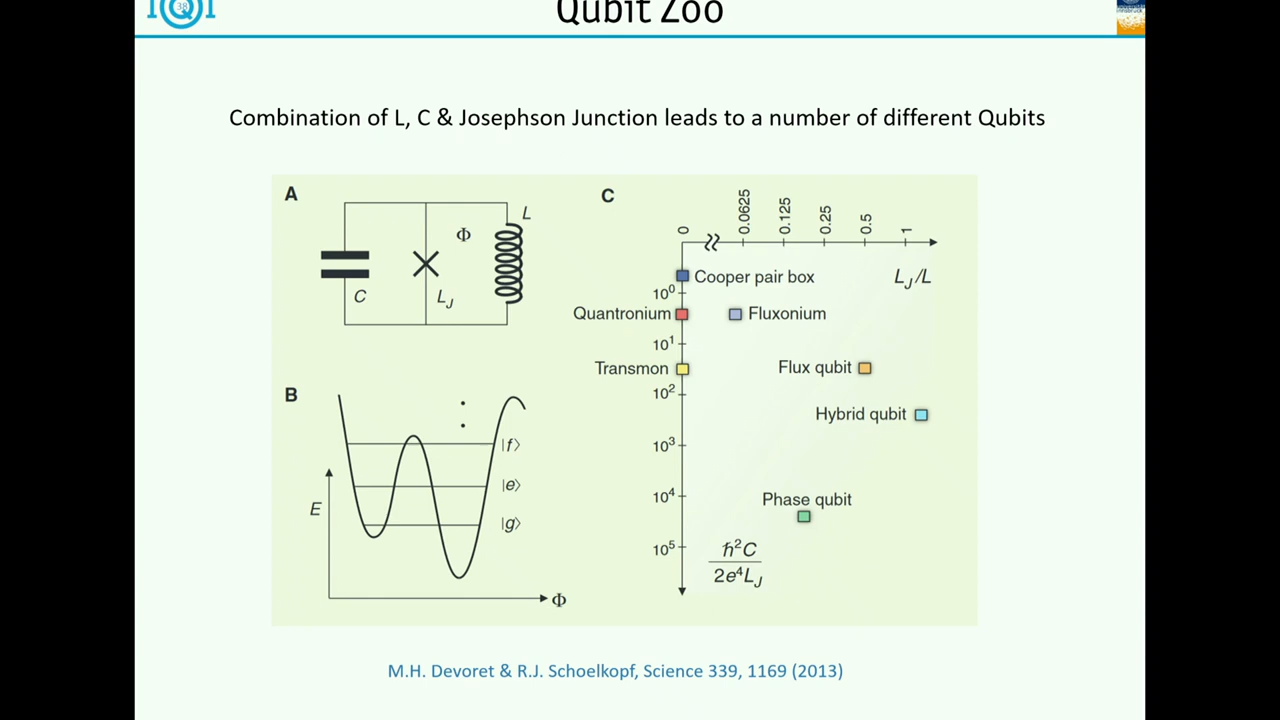 Qubit Zoo
Combination of L, C & Josephson Junction leads to a number of different Qubits
A
L
Φ
C
L_J
B
|f⟩
|e⟩
|g⟩
E
Φ
C
0
0.0625
0.125
0.25
0.5
1
L_J/L
Cooper pair box
10⁰
Quantronium
Fluxonium
10¹
Transmon
Flux qubit
10²
Hybrid qubit
10³
10⁴
Phase qubit
10⁵
ℏ²C
2e⁴L_J
M.H. Devoret & R.J. Schoelkopf, Science 339, 1169 (2013)